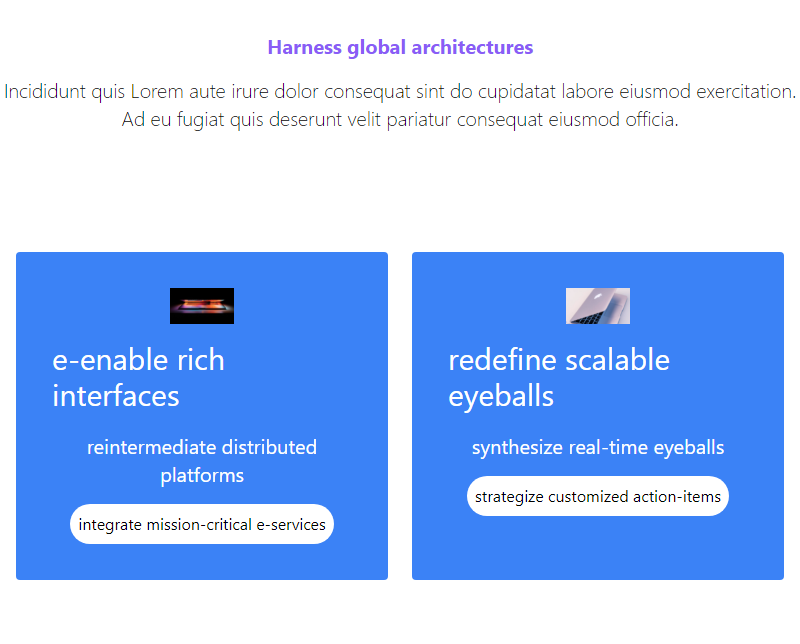 Harness global architectures
Incididunt quis Lorem aute irure dolor consequat sint do cupidatat labore eiusmod exercitation.
Ad eu fugiat quis deserunt velit pariatur consequat eiusmod officia.
e-enable rich
interfaces
reintermediate distributed
platforms
integrate mission-critical e-services
redefine scalable
eyeballs
synthesize real-time eyeballs
strategize customized action-items